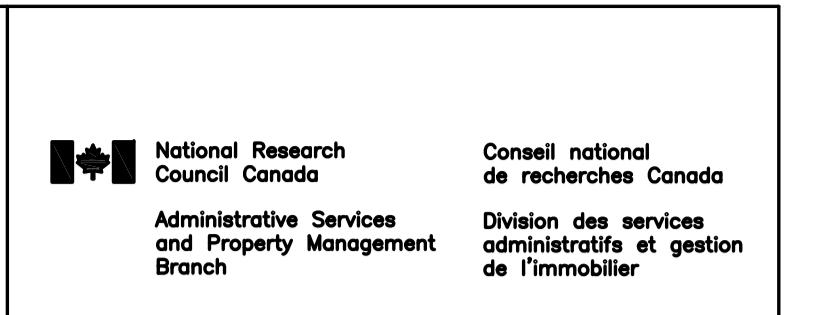 National Research
Council Canada
Administrative Services
and Property Management
Branch
Conseil national
de recherches Canada
Division des services
administratifs et gestion
de l'immobilier